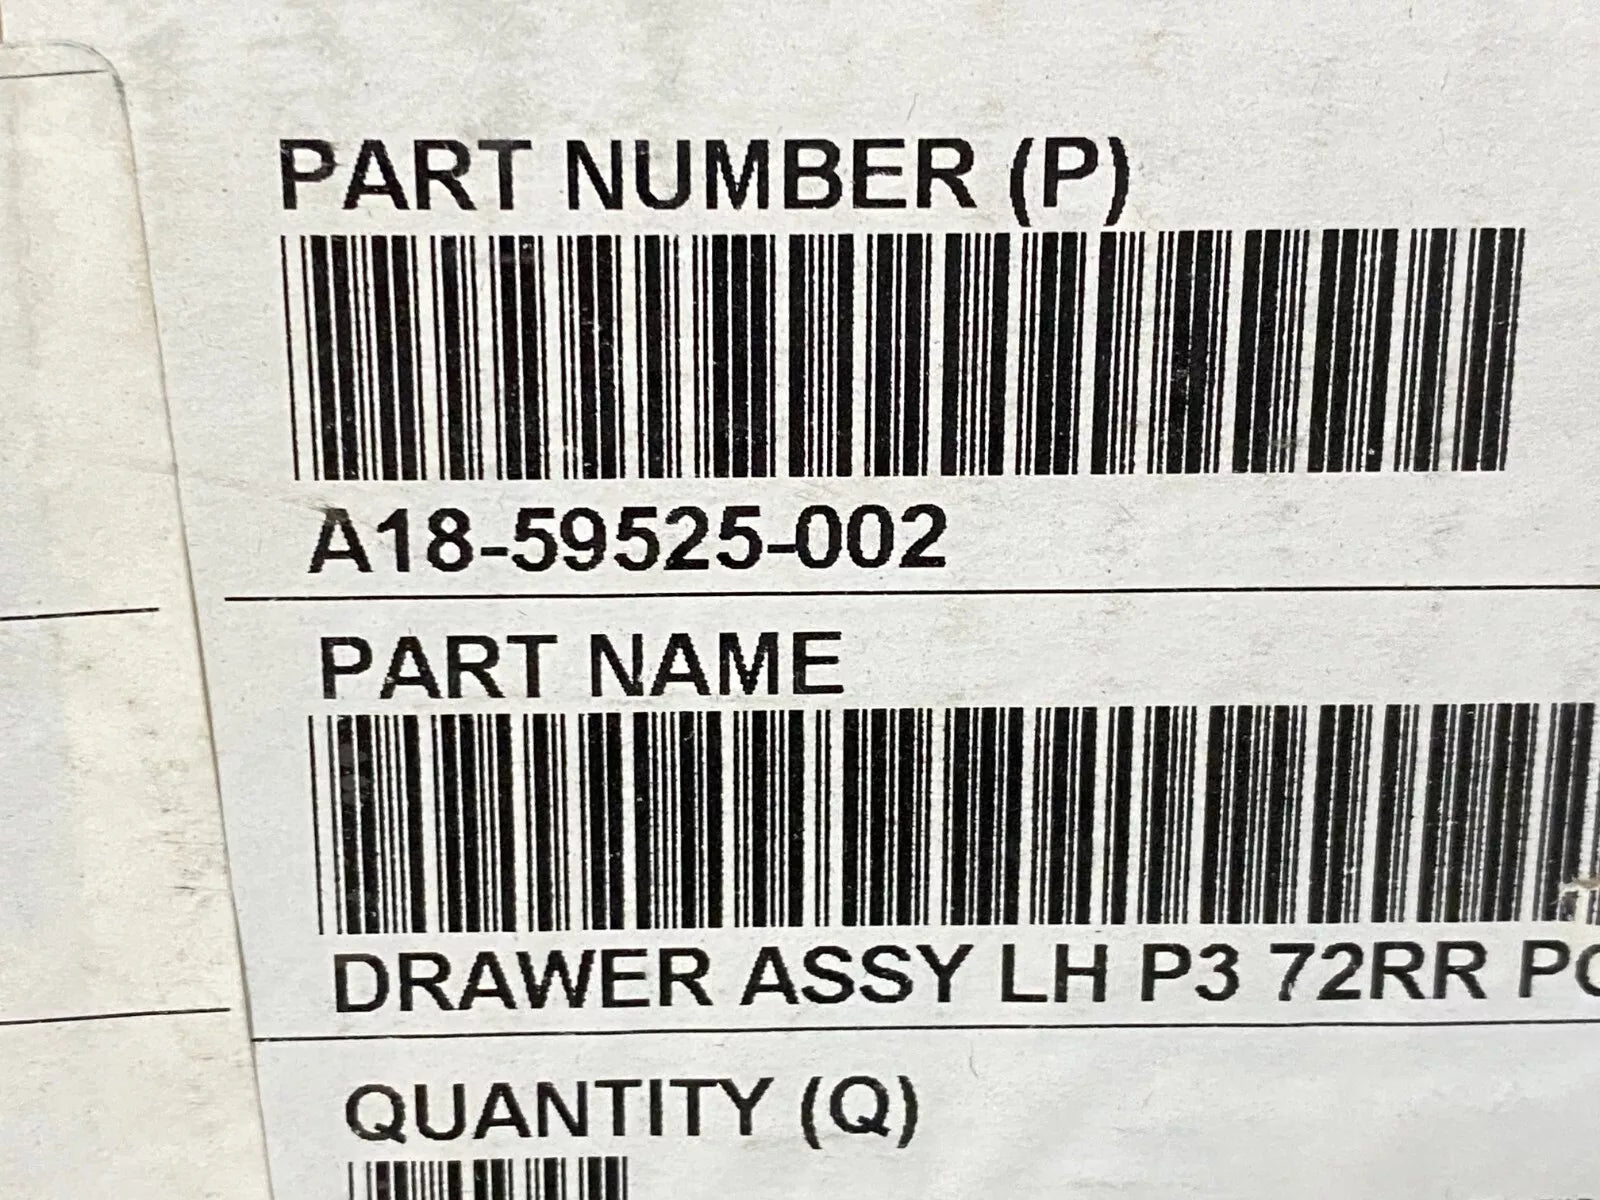 PART NUMBER (P)
A18-59525-002
PART NAME
DRAWER ASSY LH P3 72RR
QUANTITY (Q)